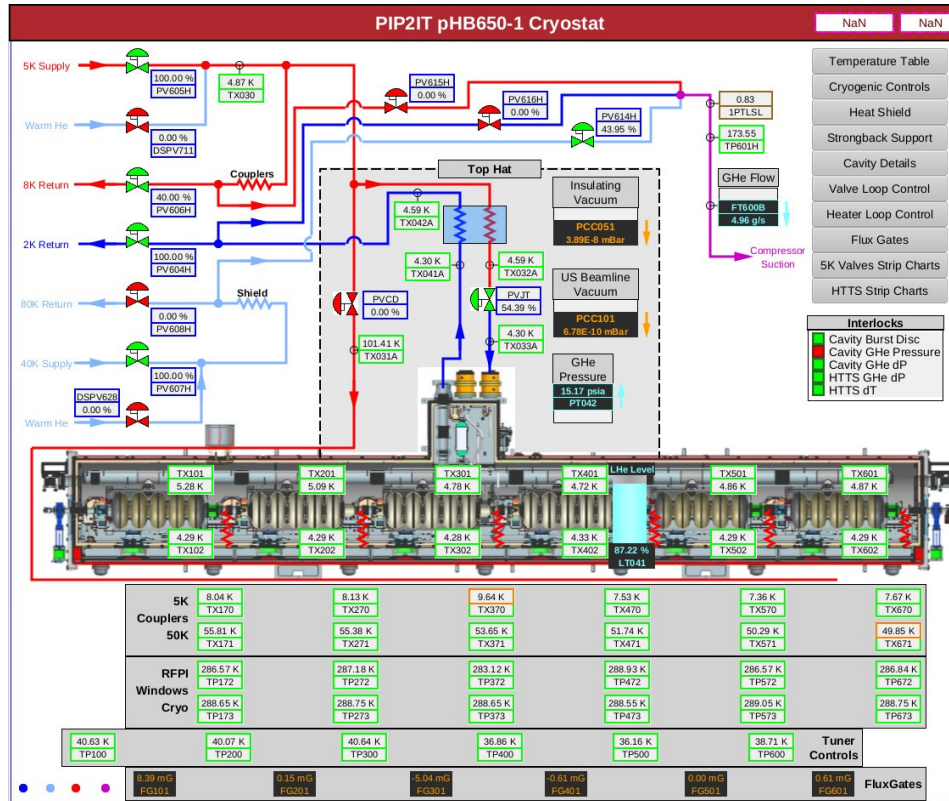 PIP2IT pHB650-1 Cryostat
NaN
NaN
5K Supply
100.00 %
PV605H
4.87 K
TX030
Warm He
0.00 %
DSPV711
PV615H
0.00 %
PV616H
0.00 %
PV614H
43.95 %
0.83
1PTLSL
173.55
TP601H
8K Return
40.00 %
PV606H
Couplers
2K Return
100.00 %
PV604H
80K Return
0.00 %
PV608H
Shield
40K Supply
100.00 %
PV607H
DSPV628
0.00 %
Warm He
Top Hat
4.59 K
TX042A
4.30 K
TX041A
4.59 K
TX032A
PVCD
0.00 %
PVJT
54.39 %
101.41 K
TX031A
4.30 K
TX033A
Insulating
Vacuum
PCC051
3.89E-8 mBar
US Beamline
Vacuum
PCC101
6.78E-10 mBar
GHe
Pressure
15.17 psia
PT042
GHe Flow
FT600B
4.96 g/s
Compressor
Suction
Temperature Table
Cryogenic Controls
Heat Shield
Strongback Support
Cavity Details
Valve Loop Control
Heater Loop Control
Flux Gates
5K Valves Strip Charts
HTTS Strip Charts
Interlocks
Cavity Burst Disc
Cavity GHe Pressure
Cavity GHe dP
HTTS GHe dP
HTTS dT
TX101
5.28 K
TX201
5.09 K
TX301
4.78 K
TX401
4.72 K
LHe Level
TX501
4.86 K
TX601
4.87 K
4.29 K
TX102
4.29 K
TX202
4.28 K
TX302
4.33 K
TX402
87.22 %
LT041
4.29 K
TX502
4.29 K
TX602
5K
Couplers
50K
8.04 K
TX170
8.13 K
TX270
9.64 K
TX370
7.53 K
TX470
7.36 K
TX570
7.67 K
TX670
55.81 K
TX171
55.38 K
TX271
53.65 K
TX371
51.74 K
TX471
50.29 K
TX571
49.85 K
TX671
RFPI
Windows
Cryo
286.57 K
TP172
287.18 K
TP272
283.12 K
TP372
288.93 K
TP472
286.57 K
TP572
286.84 K
TP672
288.65 K
TP173
288.75 K
TP273
288.65 K
TP373
288.55 K
TP473
289.05 K
TP573
288.75 K
TP673
40.63 K
TP100
40.07 K
TP200
40.64 K
TP300
36.86 K
TP400
36.16 K
TP500
38.71 K
TP600
Tuner
Controls
8.39 mG
FG101
0.15 mG
FG201
-5.04 mG
FG301
-0.61 mG
FG401
0.00 mG
FG501
0.61 mG
FG601
FluxGates